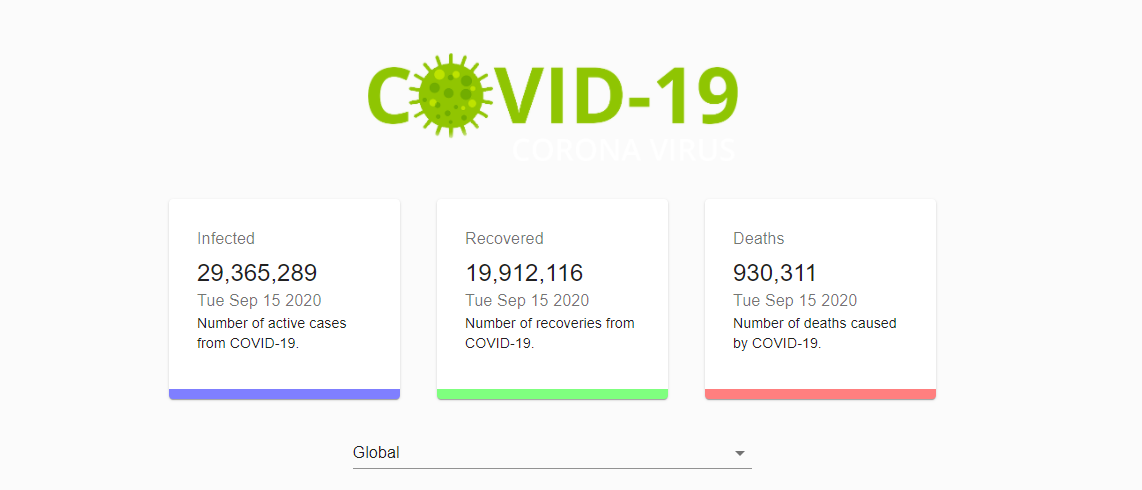 COVID-19
CORONA VIRUS
Infected
29,365,289
Tue Sep 15 2020
Number of active cases
from COVID-19.
Recovered
19,912,116
Tue Sep 15 2020
Number of recoveries from
COVID-19.
Deaths
930,311
Tue Sep 15 2020
Number of deaths caused
by COVID-19.
Global